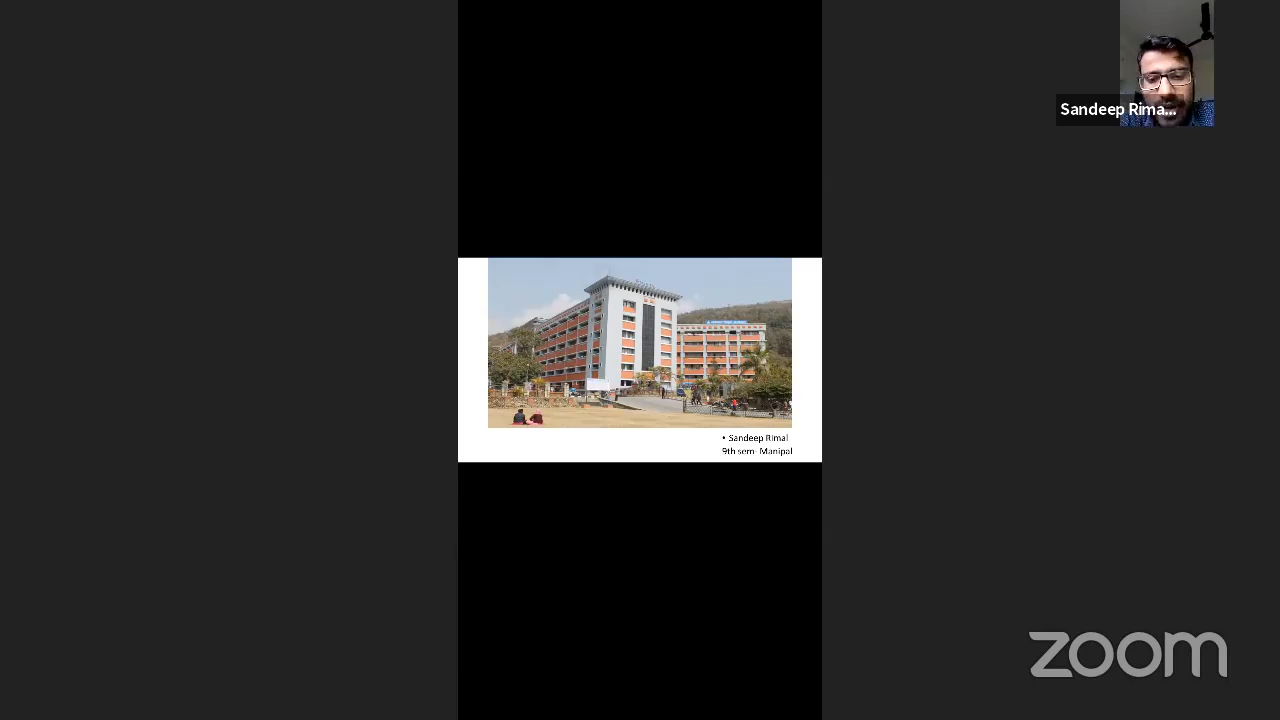 Sandeep Rima...
• Sandeep Rimal
9th sem- Manipal
zoom